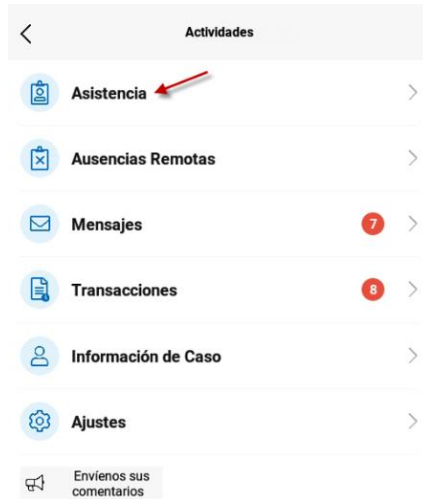 Actividades
Asistencia
Ausencias Remotas
Mensajes 7
Transacciones 8
Información de Caso
Ajustes
Envíenos sus
comentarios